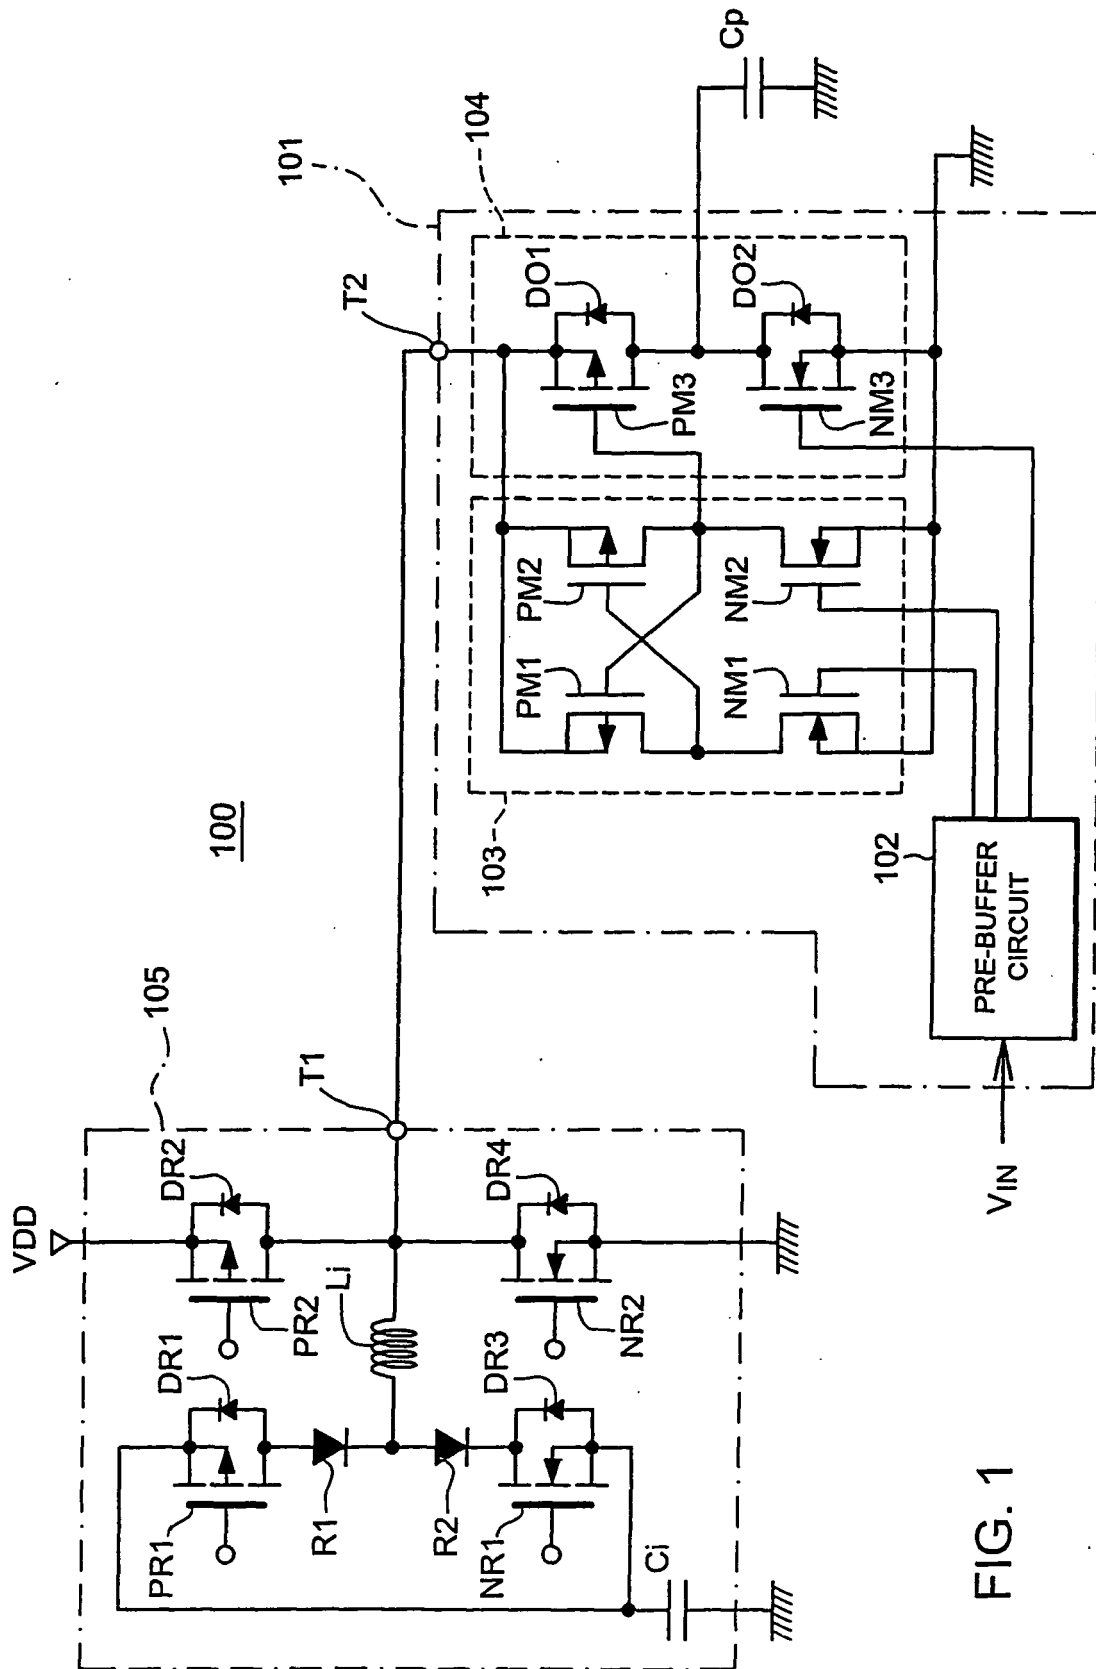 100
VDD
105
PR1
DR1
PR2
DR2
T1
R1
Li
R2
NR1
DR3
NR2
DR4
Ci
101
T2
104
103
PM1
PM2
PM3
DO1
Cp
NM1
NM2
NM3
DO2
102
PRE-BUFFER
CIRCUIT
VIN
FIG. 1